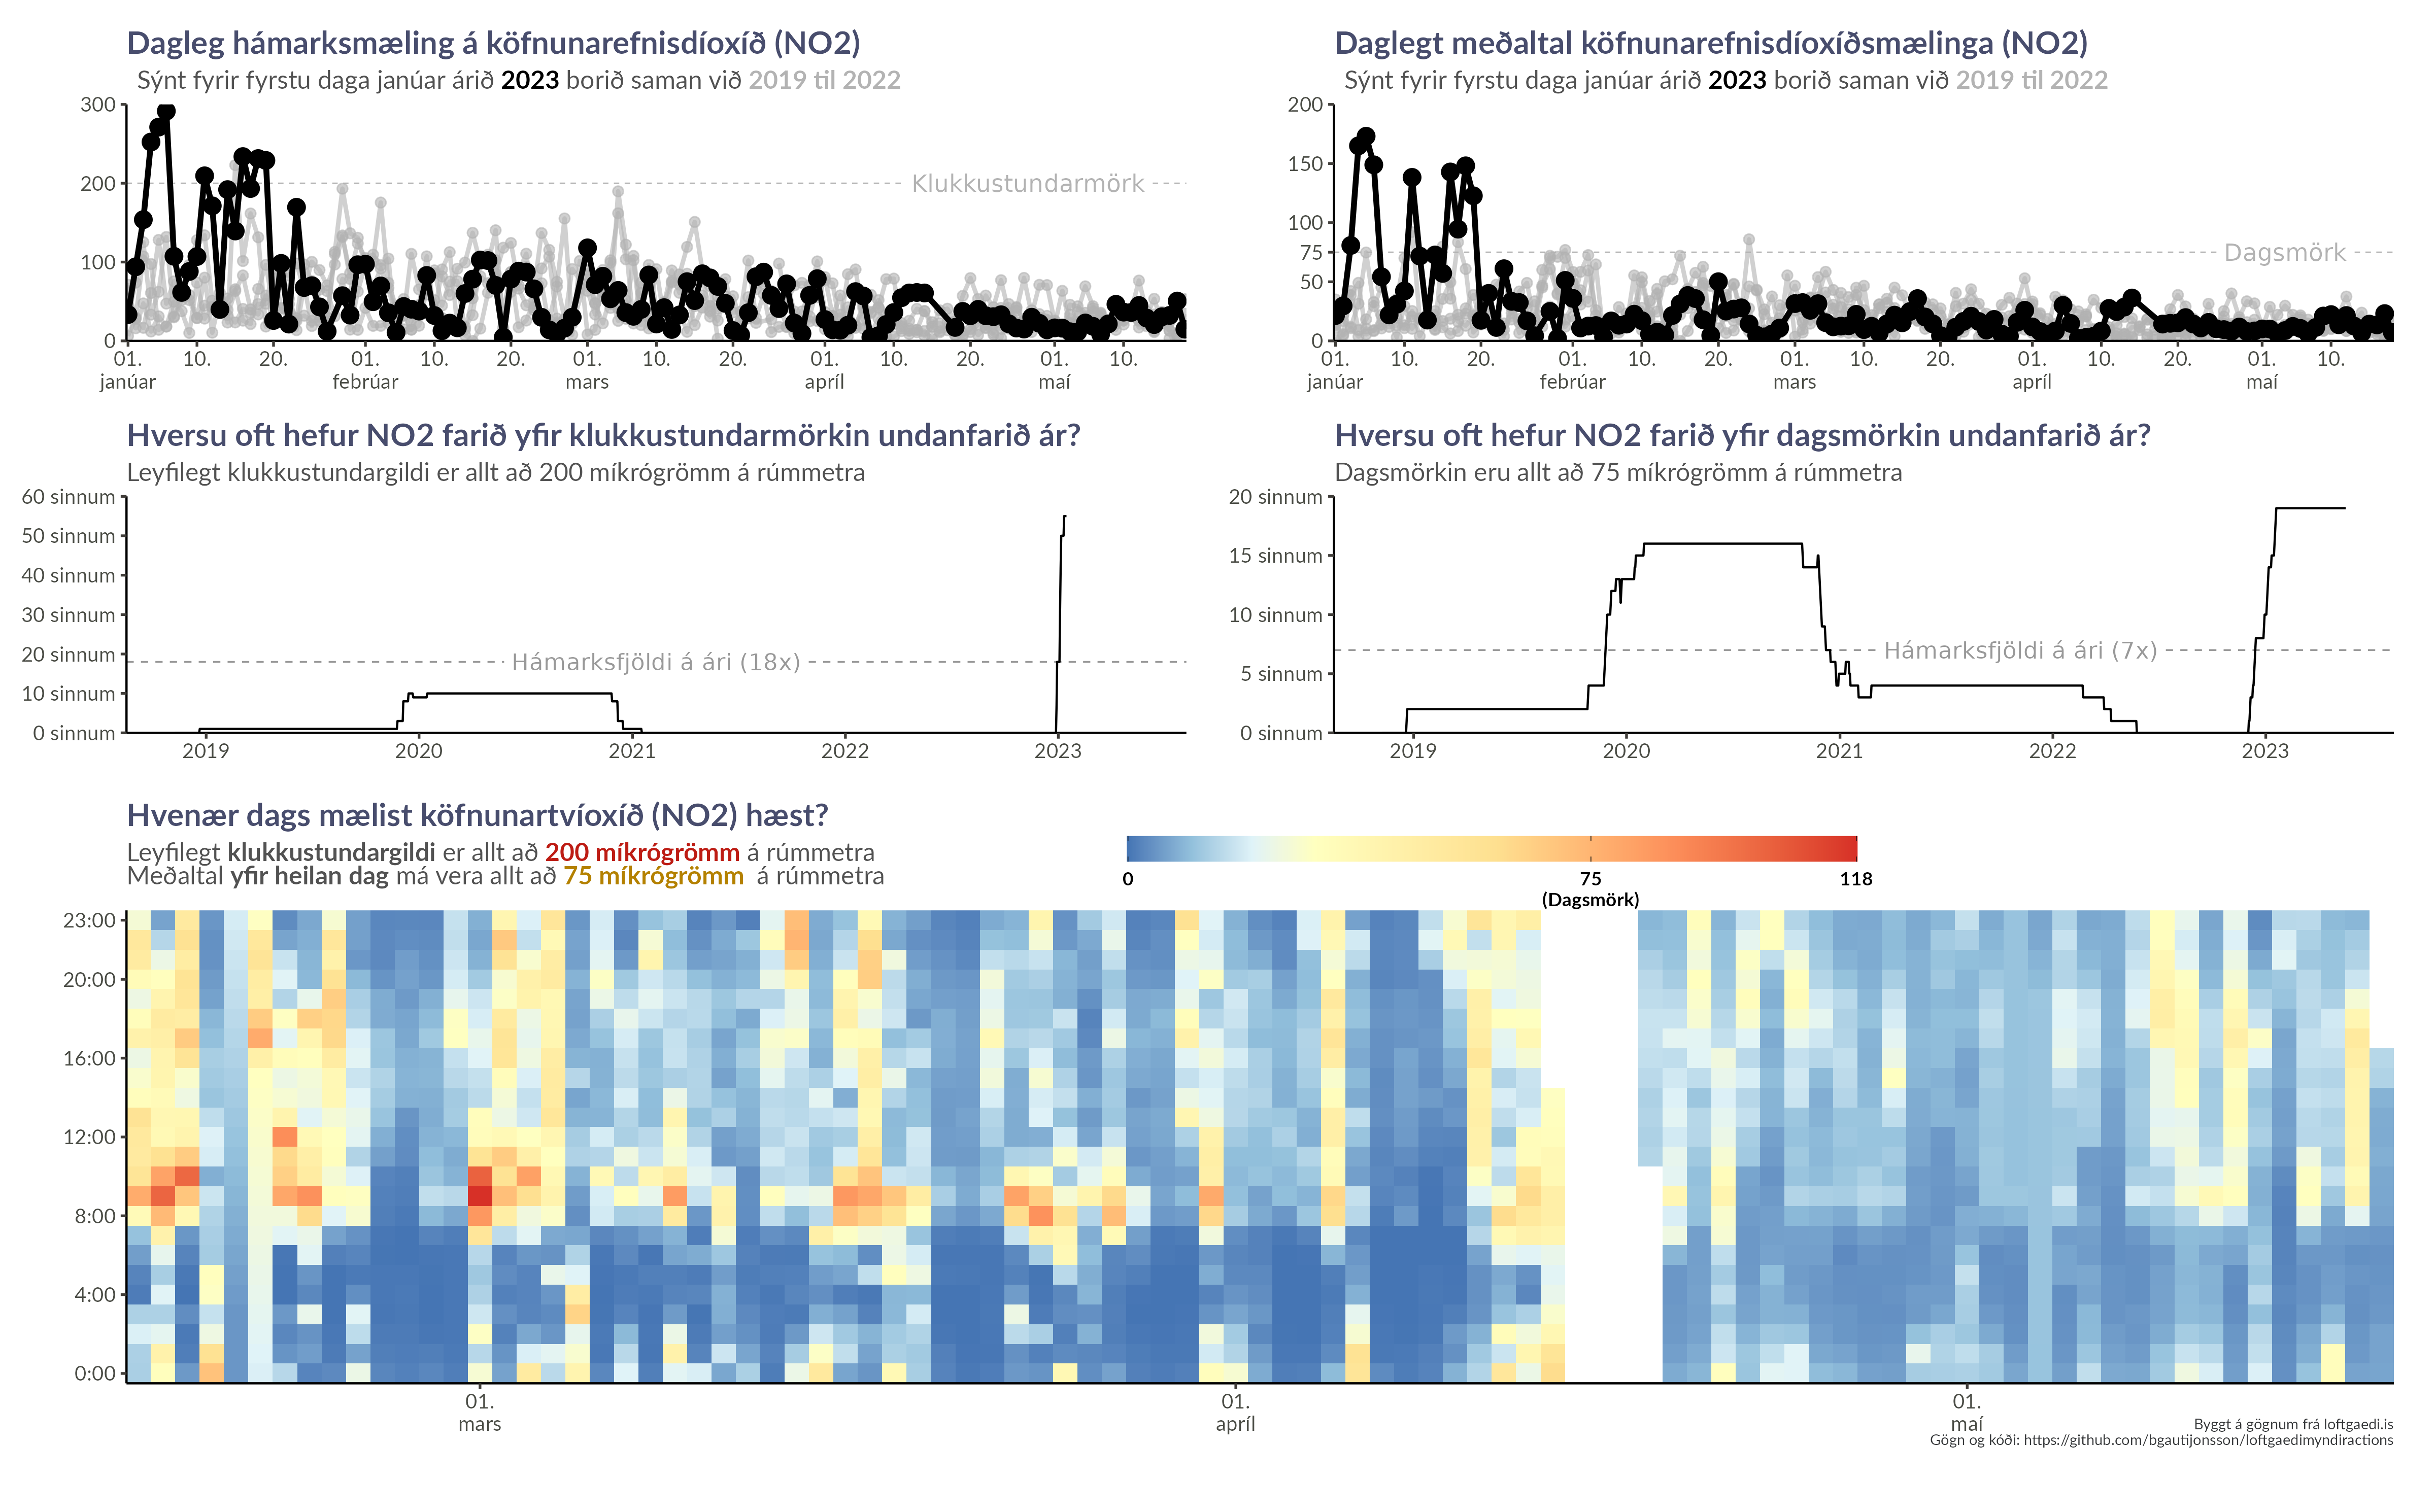 Dagleg hámarksmæling á köfnunarefnisdíoxíð (NO2)
Sýnt fyrir fyrstu daga janúar árið 2023 borið saman við 2019 til 2022
300
200
100
0
Klukkustundarmörk
01. 10. 20. 01. 10. 20. 01. 10. 20. 01. 10. 20. 01. 10.
janúar febrúar mars apríl maí
Daglegt meðaltal köfnunarefnisdíoxíðsmælinga (NO2)
Sýnt fyrir fyrstu daga janúar árið 2023 borið saman við 2019 til 2022
200
150
100
75
50
0
Dagsmörk
01. 10. 20. 01. 10. 20. 01. 10. 20. 01. 10. 20. 01. 10.
janúar febrúar mars apríl maí
Hversu oft hefur NO2 farið yfir klukkustundarmörkin undanfarið ár?
Leyfilegt klukkustundargildi er allt að 200 míkrógrömm á rúmmetra
60 sinnum
50 sinnum
40 sinnum
30 sinnum
20 sinnum
10 sinnum
0 sinnum
Hámarksfjöldi á ári (18x)
2019 2020 2021 2022 2023
Hversu oft hefur NO2 farið yfir dagsmörkin undanfarið ár?
Dagsmörkin eru allt að 75 míkrógrömm á rúmmetra
20 sinnum
15 sinnum
10 sinnum
5 sinnum
0 sinnum
Hámarksfjöldi á ári (7x)
2019 2020 2021 2022 2023
Hvenær dags mælist köfnunartvíoxíð (NO2) hæst?
Leyfilegt klukkustundargildi er allt að 200 míkrógrömm á rúmmetra
Meðaltal yfir heilan dag má vera allt að 75 míkrógrömm á rúmmetra
0 75 118
(Dagsmörk)
23:00
20:00
16:00
12:00
8:00
4:00
0:00
01. 01. 01.
mars apríl maí
Byggt á gögnum frá loftgaedi.is
Gögn og kóði: https://github.com/bgautijonsson/loftgaedimyndiractions